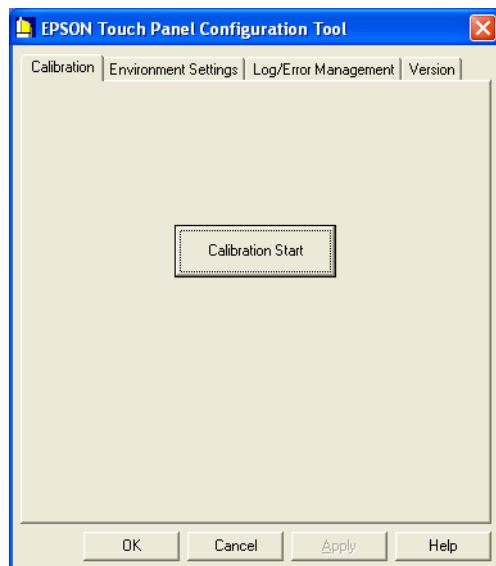 EPSON Touch Panel Configuration Tool
Calibration Environment Settings Log/Error Management Version
Calibration Start
OK Cancel Apply Help